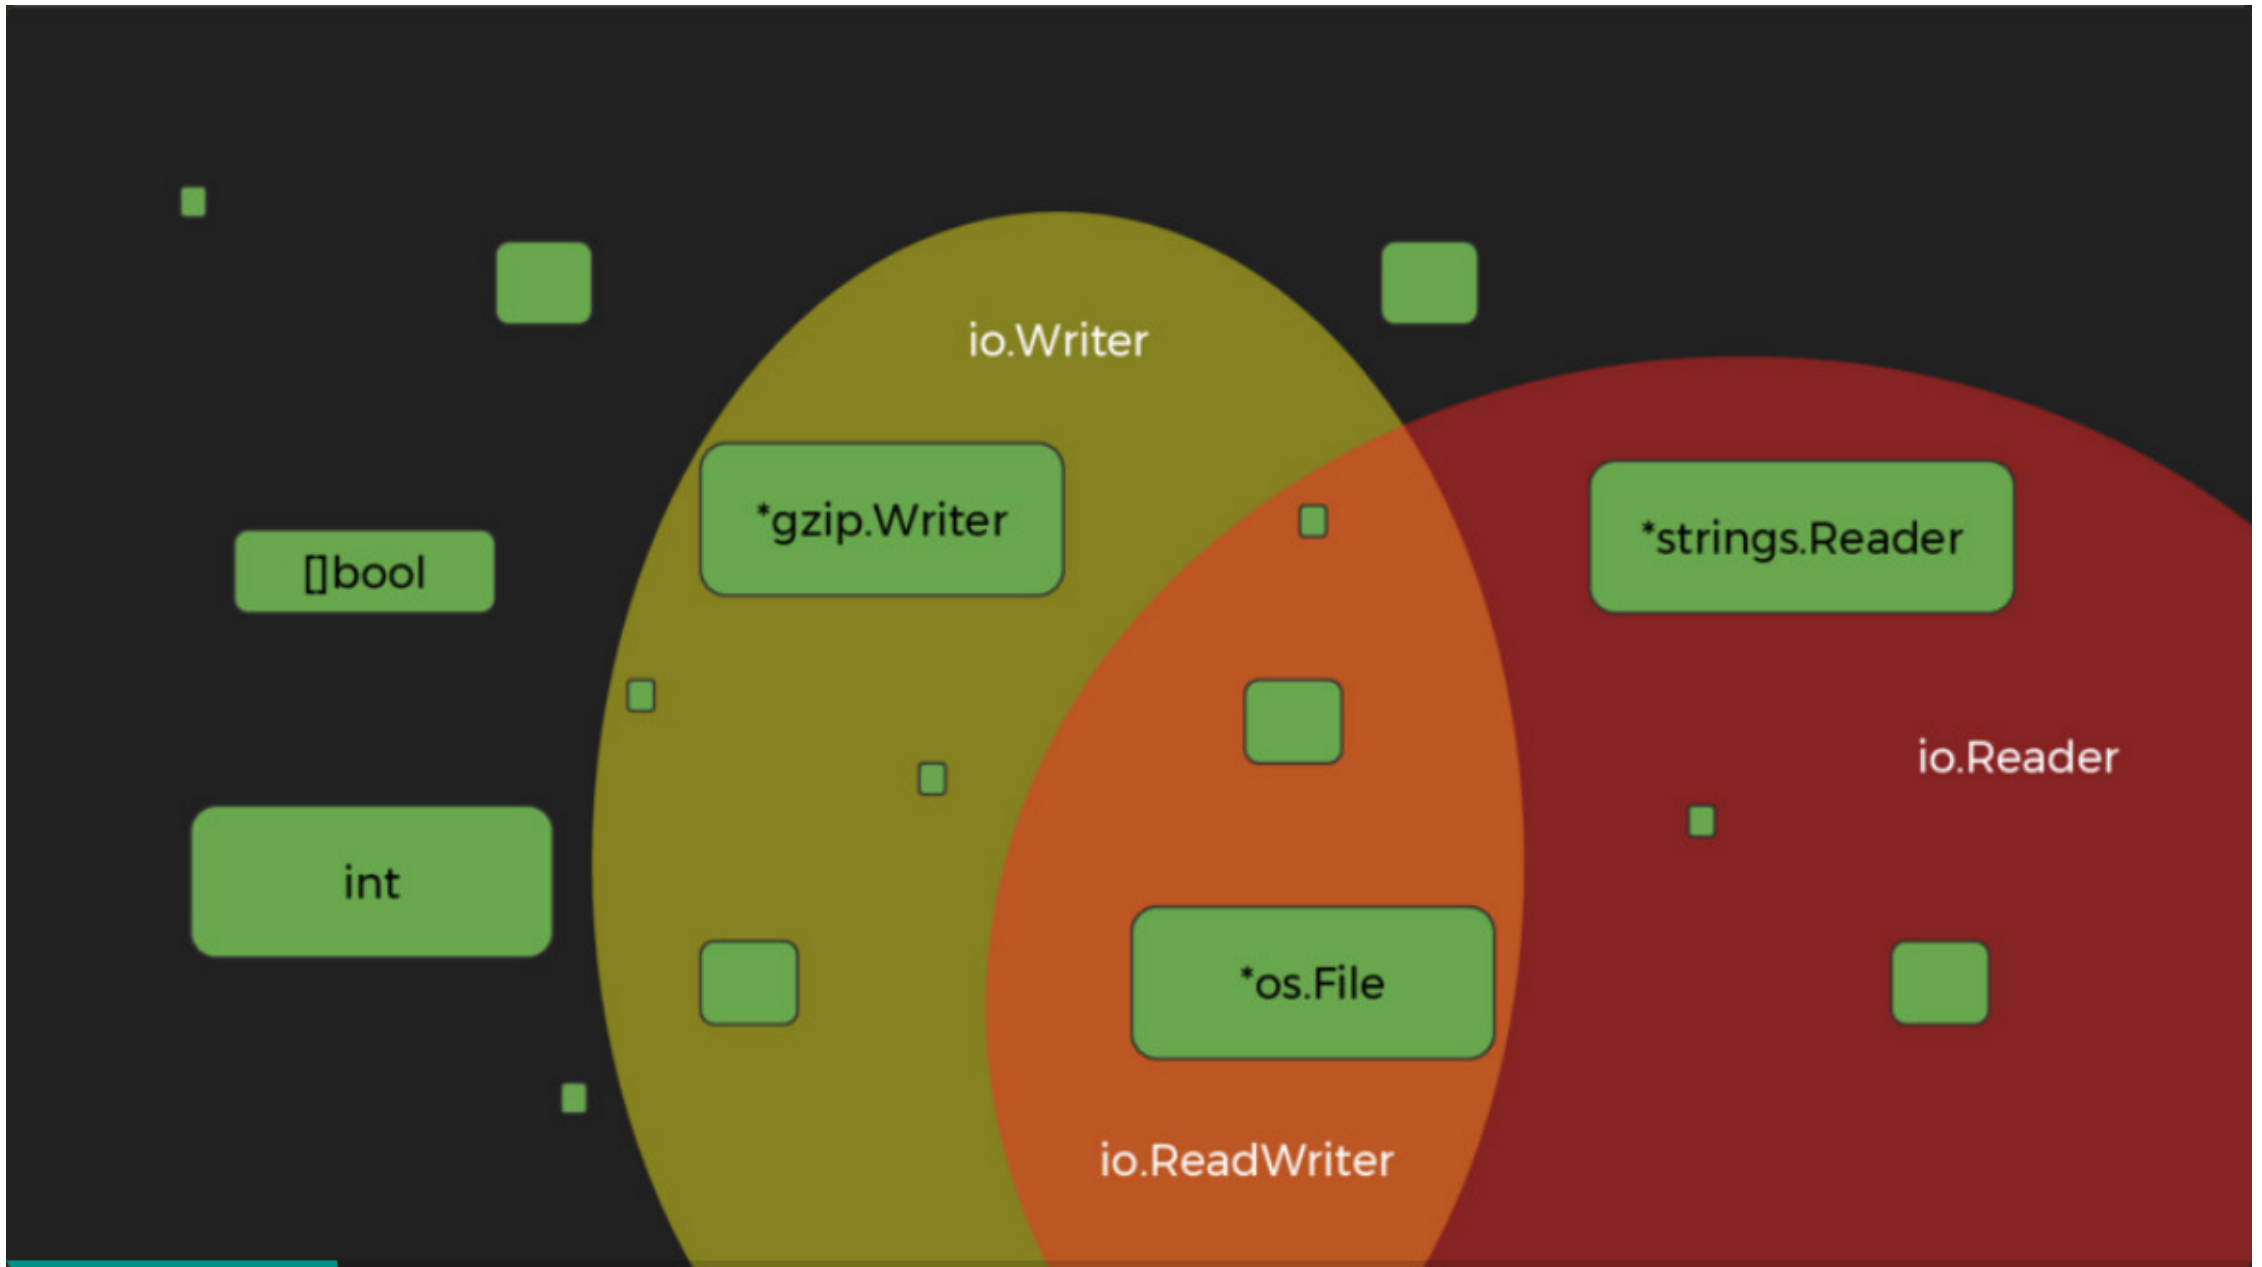 io.Writer
*gzip.Writer
*strings.Reader
[]bool
io.Reader
int
*os.File
io.ReadWriter